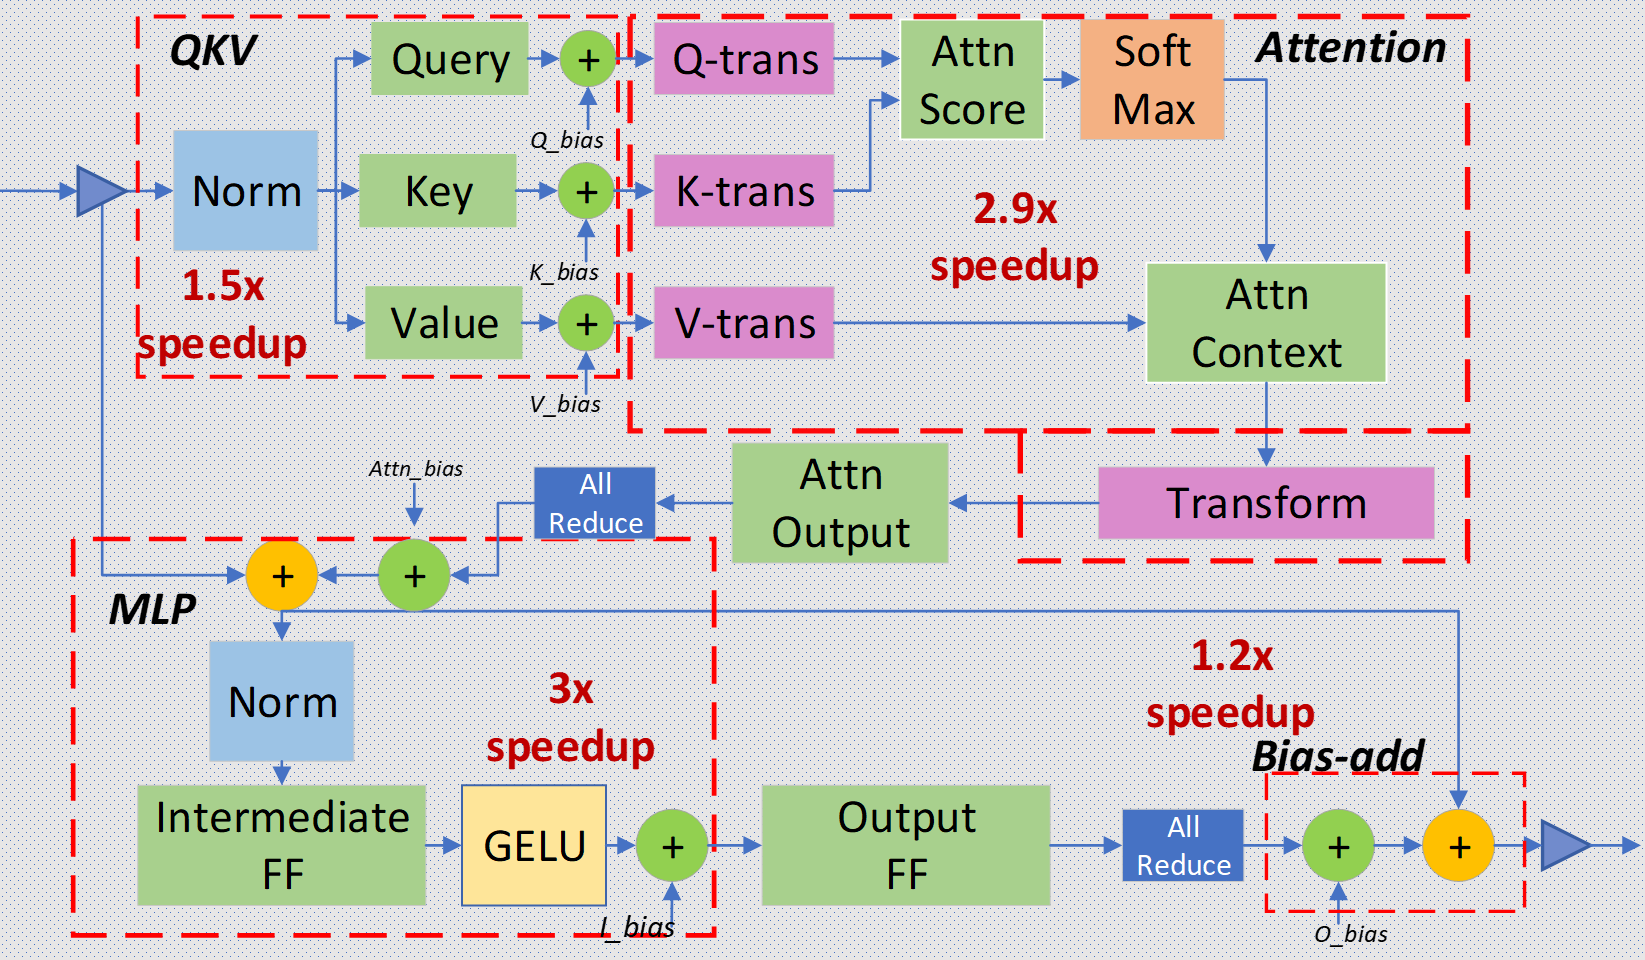 QKV
Query
+
Q_bias
Norm
Key
+
K_bias
1.5x
speedup
Value
+
V_bias
Q-trans
K-trans
V-trans
Attn
Score
Soft
Max
Attention
2.9x
speedup
Attn
Context
Transform
Attn
Output
All
Reduce
Attn_bias
+
+
MLP
Norm
3x
speedup
Intermediate
FF
GELU
+
I_bias
Output
FF
All
Reduce
1.2x
speedup
Bias-add
+
+
O_bias